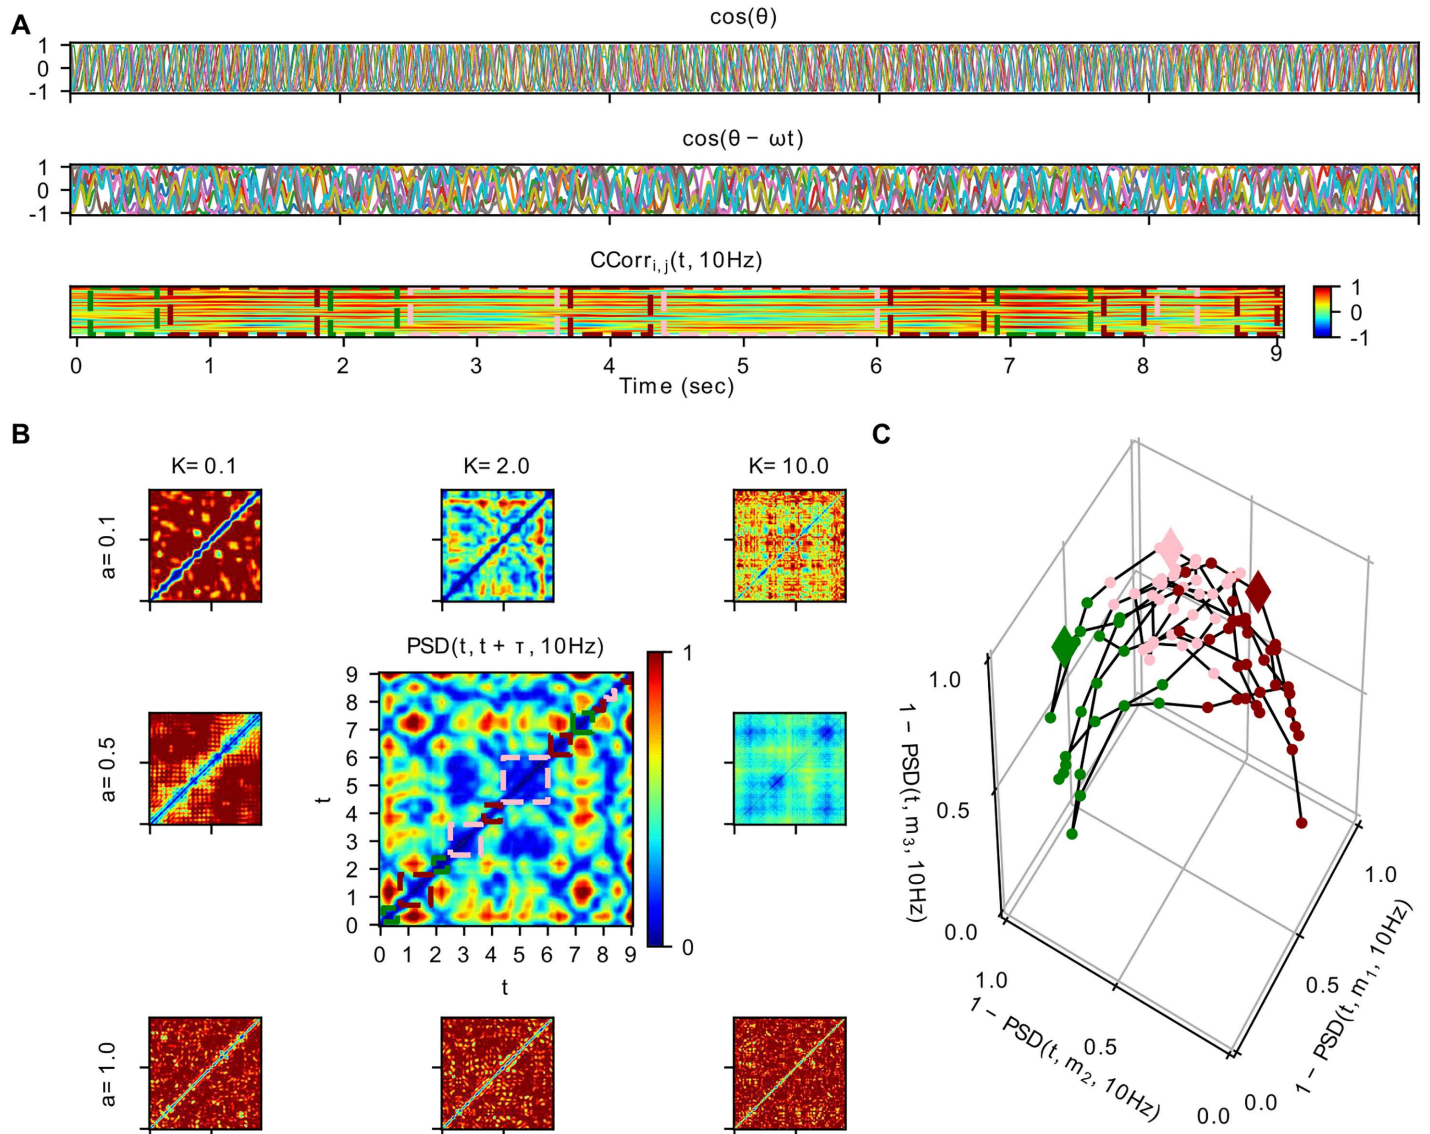 A
cos(θ)
1
0
-1
cos(θ − ωt)
1
0
-1
CCorri,j(t, 10Hz)
1
0
-1
0 1 2 3 4 5 6 7 8 9
Time (sec)
B
K= 0.1 K= 2.0 K= 10.0
a= 0.1
PSD(t, t + τ, 10Hz)
a= 0.5
t
9
8
7
6
5
4
3
2
1
0
0 1 2 3 4 5 6 7 8 9
t
1
0
a= 1.0
C
1.0
0.5
0.0
1 − PSD(t, m3, 10Hz)
1.0
0.5
0.0
1 − PSD(t, m2, 10Hz)
1.0
0.5
0.0
1 − PSD(t, m1, 10Hz)